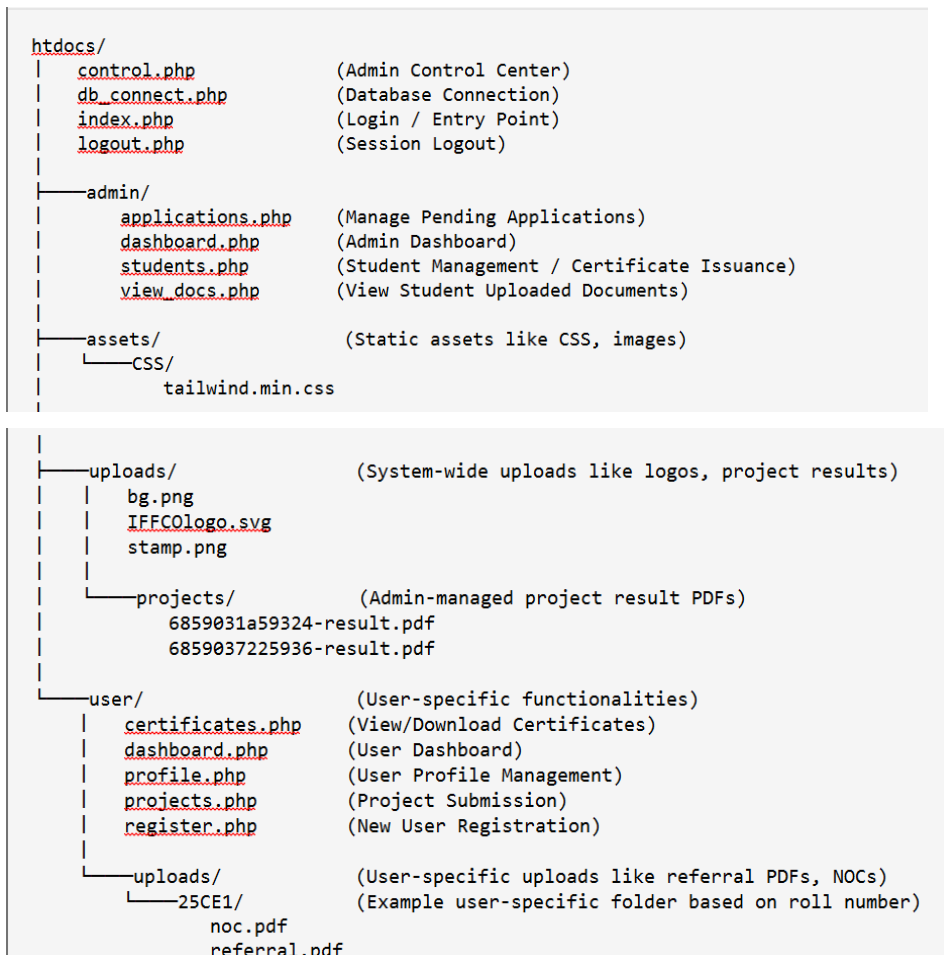 htdocs/
control.php (Admin Control Center)
db_connect.php (Database Connection)
index.php (Login / Entry Point)
logout.php (Session Logout)
admin/
applications.php (Manage Pending Applications)
dashboard.php (Admin Dashboard)
students.php (Student Management / Certificate Issuance)
view_docs.php (View Student Uploaded Documents)
assets/ (Static assets like CSS, images)
CSS/
tailwind.min.css
uploads/ (System-wide uploads like logos, project results)
bg.png
IFFCOlogo.svg
stamp.png
projects/ (Admin-managed project result PDFs)
6859031a59324-result.pdf
6859037225936-result.pdf
user/ (User-specific functionalities)
certificates.php (View/Download Certificates)
dashboard.php (User Dashboard)
profile.php (User Profile Management)
projects.php (Project Submission)
register.php (New User Registration)
uploads/ (User-specific uploads like referral PDFs, NOCs)
25CE1/ (Example user-specific folder based on roll number)
noc.pdf
referral.pdf